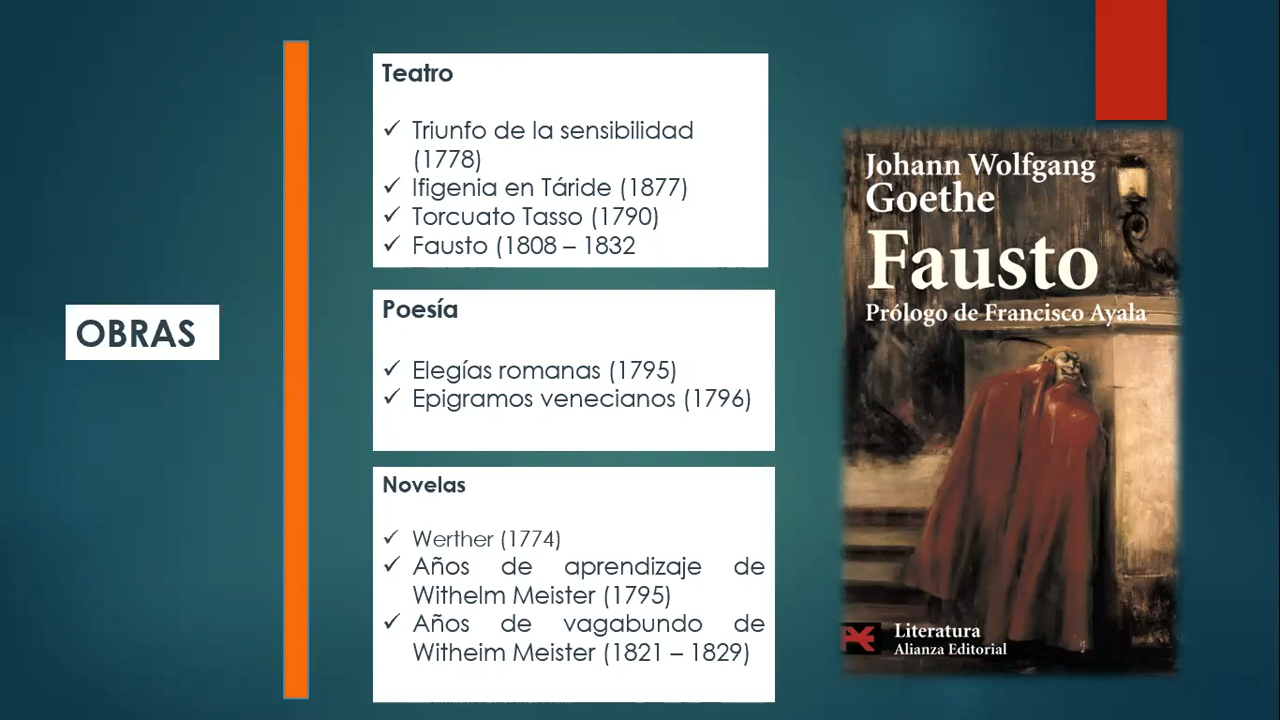 OBRAS
Teatro
✓ Triunfo de la sensibilidad
(1778)
✓ Ifigenia en Táride (1877)
✓ Torcuato Tasso (1790)
✓ Fausto (1808 – 1832
Poesía
✓ Elegías romanas (1795)
✓ Epigramos venecianos (1796)
Novelas
✓ Werther (1774)
✓ Años de aprendizaje de
Withelm Meister (1795)
✓ Años de vagabundo de
Witheim Meister (1821 – 1829)
Johann Wolfgang
Goethe
Fausto
Prólogo de Francisco Ayala
Literatura
Alianza Editorial